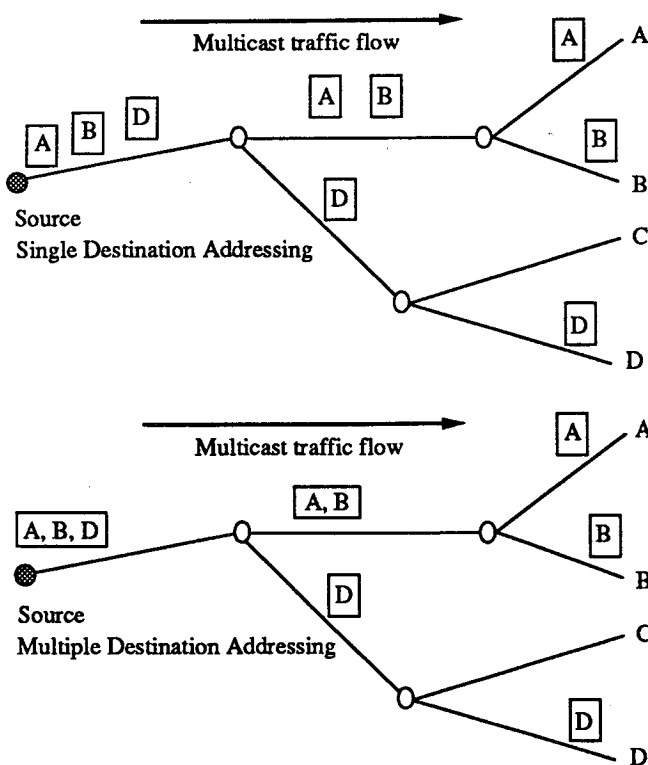 Multicast traffic flow
A
A
A
B
A
B
D
B
B
D
Source
Single Destination Addressing
C
D
D
Multicast traffic flow
A
A
A, B
A, B, D
B
B
D
Source
Multiple Destination Addressing
C
D
D